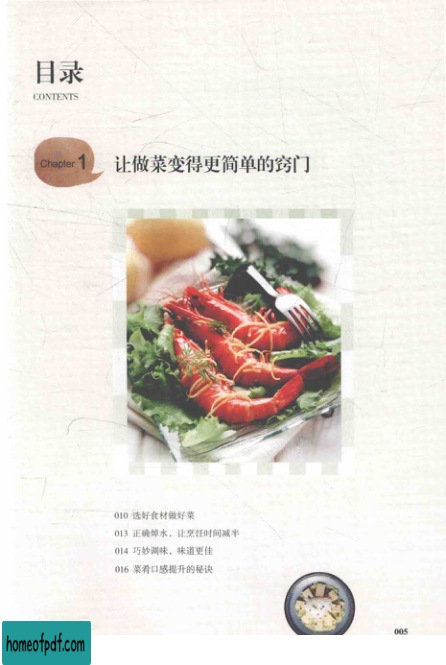 目录
CONTENTS
Chapter 1
让做菜变得更简单的窍门
010 选好食材做好菜
013 正确焯水，让烹饪时间减半
014 巧妙调味，味道更佳
016 菜肴口感提升的秘诀
005
homeofpdf.com